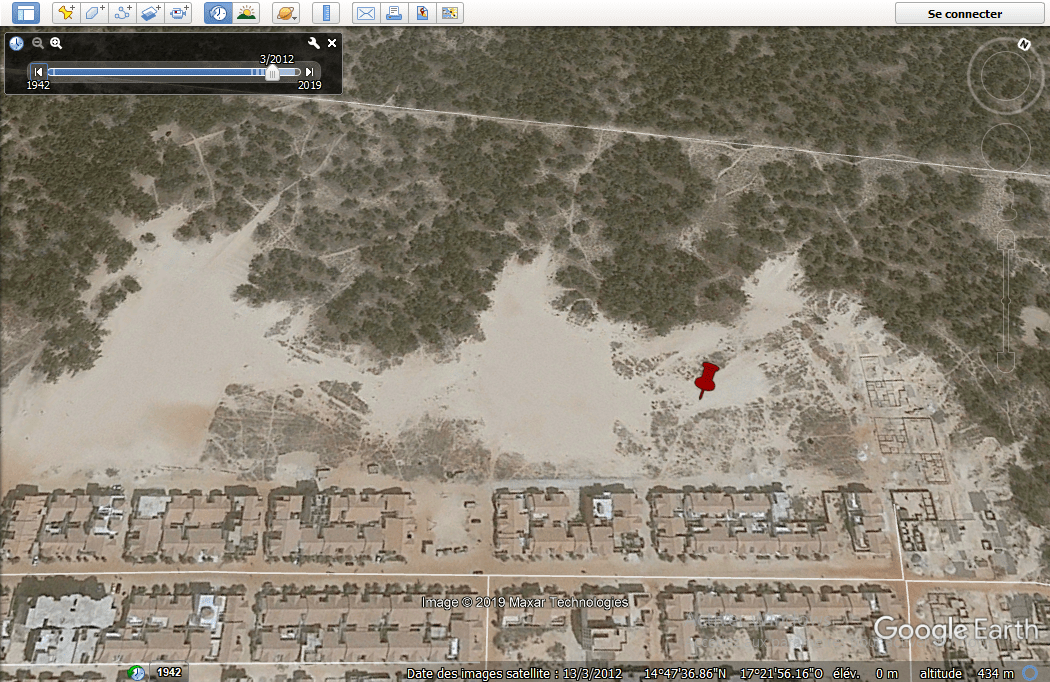 Se connecter
N
3/2012
1942
2019
Image © 2019 Maxar Technologies
Google Earth
1942
Date des images satellite : 13/3/2012 14°47'36.86"N 17°21'56.16"O élév. 0 m altitude 434 m